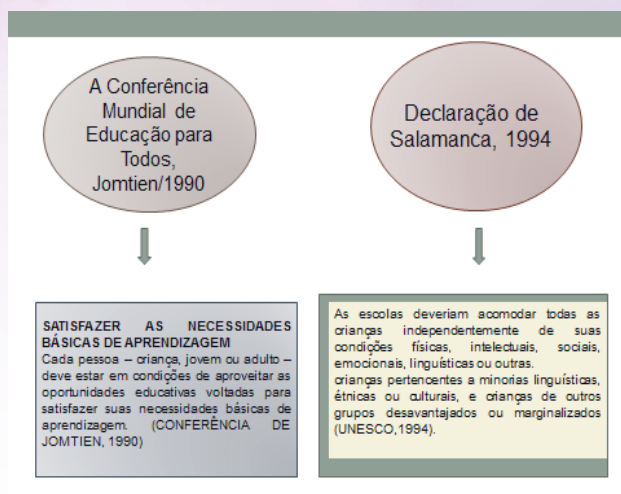 A Conferência
Mundial de
Educação para
Todos,
Jomtien/1990
Declaração de
Salamanca, 1994
SATISFAZER AS NECESSIDADES
BÁSICAS DE APRENDIZAGEM
Cada pessoa – criança, jovem ou adulto –
deve estar em condições de aproveitar as
oportunidades educativas voltadas para
satisfazer suas necessidades básicas de
aprendizagem. (CONFERÊNCIA DE
JOMTIEN, 1990)
As escolas deveriam acomodar todas as
crianças independentemente de suas
condições físicas, intelectuais, sociais,
emocionais, linguísticas ou outras.
crianças pertencentes a minorias linguísticas,
étnicas ou culturais, e crianças de outros
grupos desavantajados ou marginalizados
(UNESCO,1994).